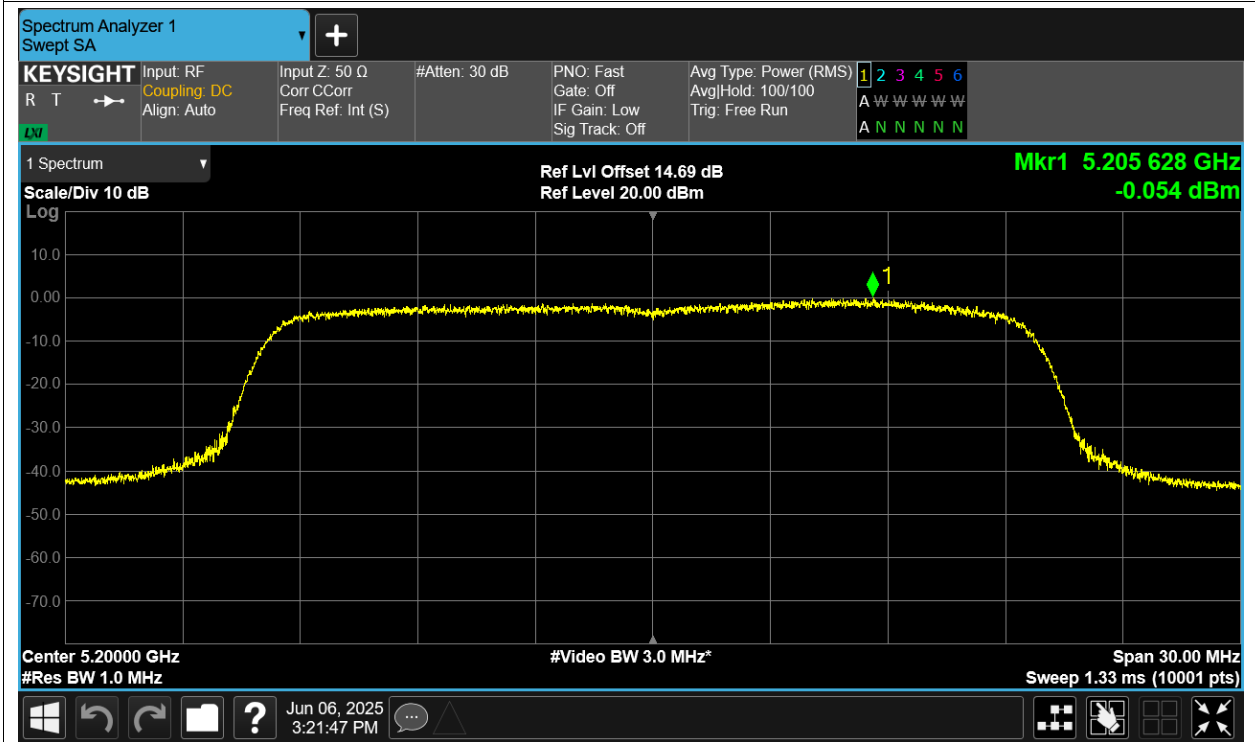 Spectrum Analyzer 1
Swept SA
+
KEYSIGHT
R T
LXI
Input: RF
Coupling: DC
Align: Auto
Input Z: 50 Ω
Corr CCorr
Freq Ref: Int (S)
#Atten: 30 dB
PNO: Fast
Gate: Off
IF Gain: Low
Sig Track: Off
Avg Type: Power (RMS)
Avg|Hold: 100/100
Trig: Free Run
1 2 3 4 5 6
A W W W W W
A N N N N N
1 Spectrum
Scale/Div 10 dB
Log
Ref Lvl Offset 14.69 dB
Ref Level 20.00 dBm
Mkr1 5.205 628 GHz
-0.054 dBm
10.0
0.00
-10.0
-20.0
-30.0
-40.0
-50.0
-60.0
-70.0
1
Center 5.20000 GHz
#Res BW 1.0 MHz
#Video BW 3.0 MHz*
Span 30.00 MHz
Sweep 1.33 ms (10001 pts)
?
Jun 06, 2025
3:21:47 PM